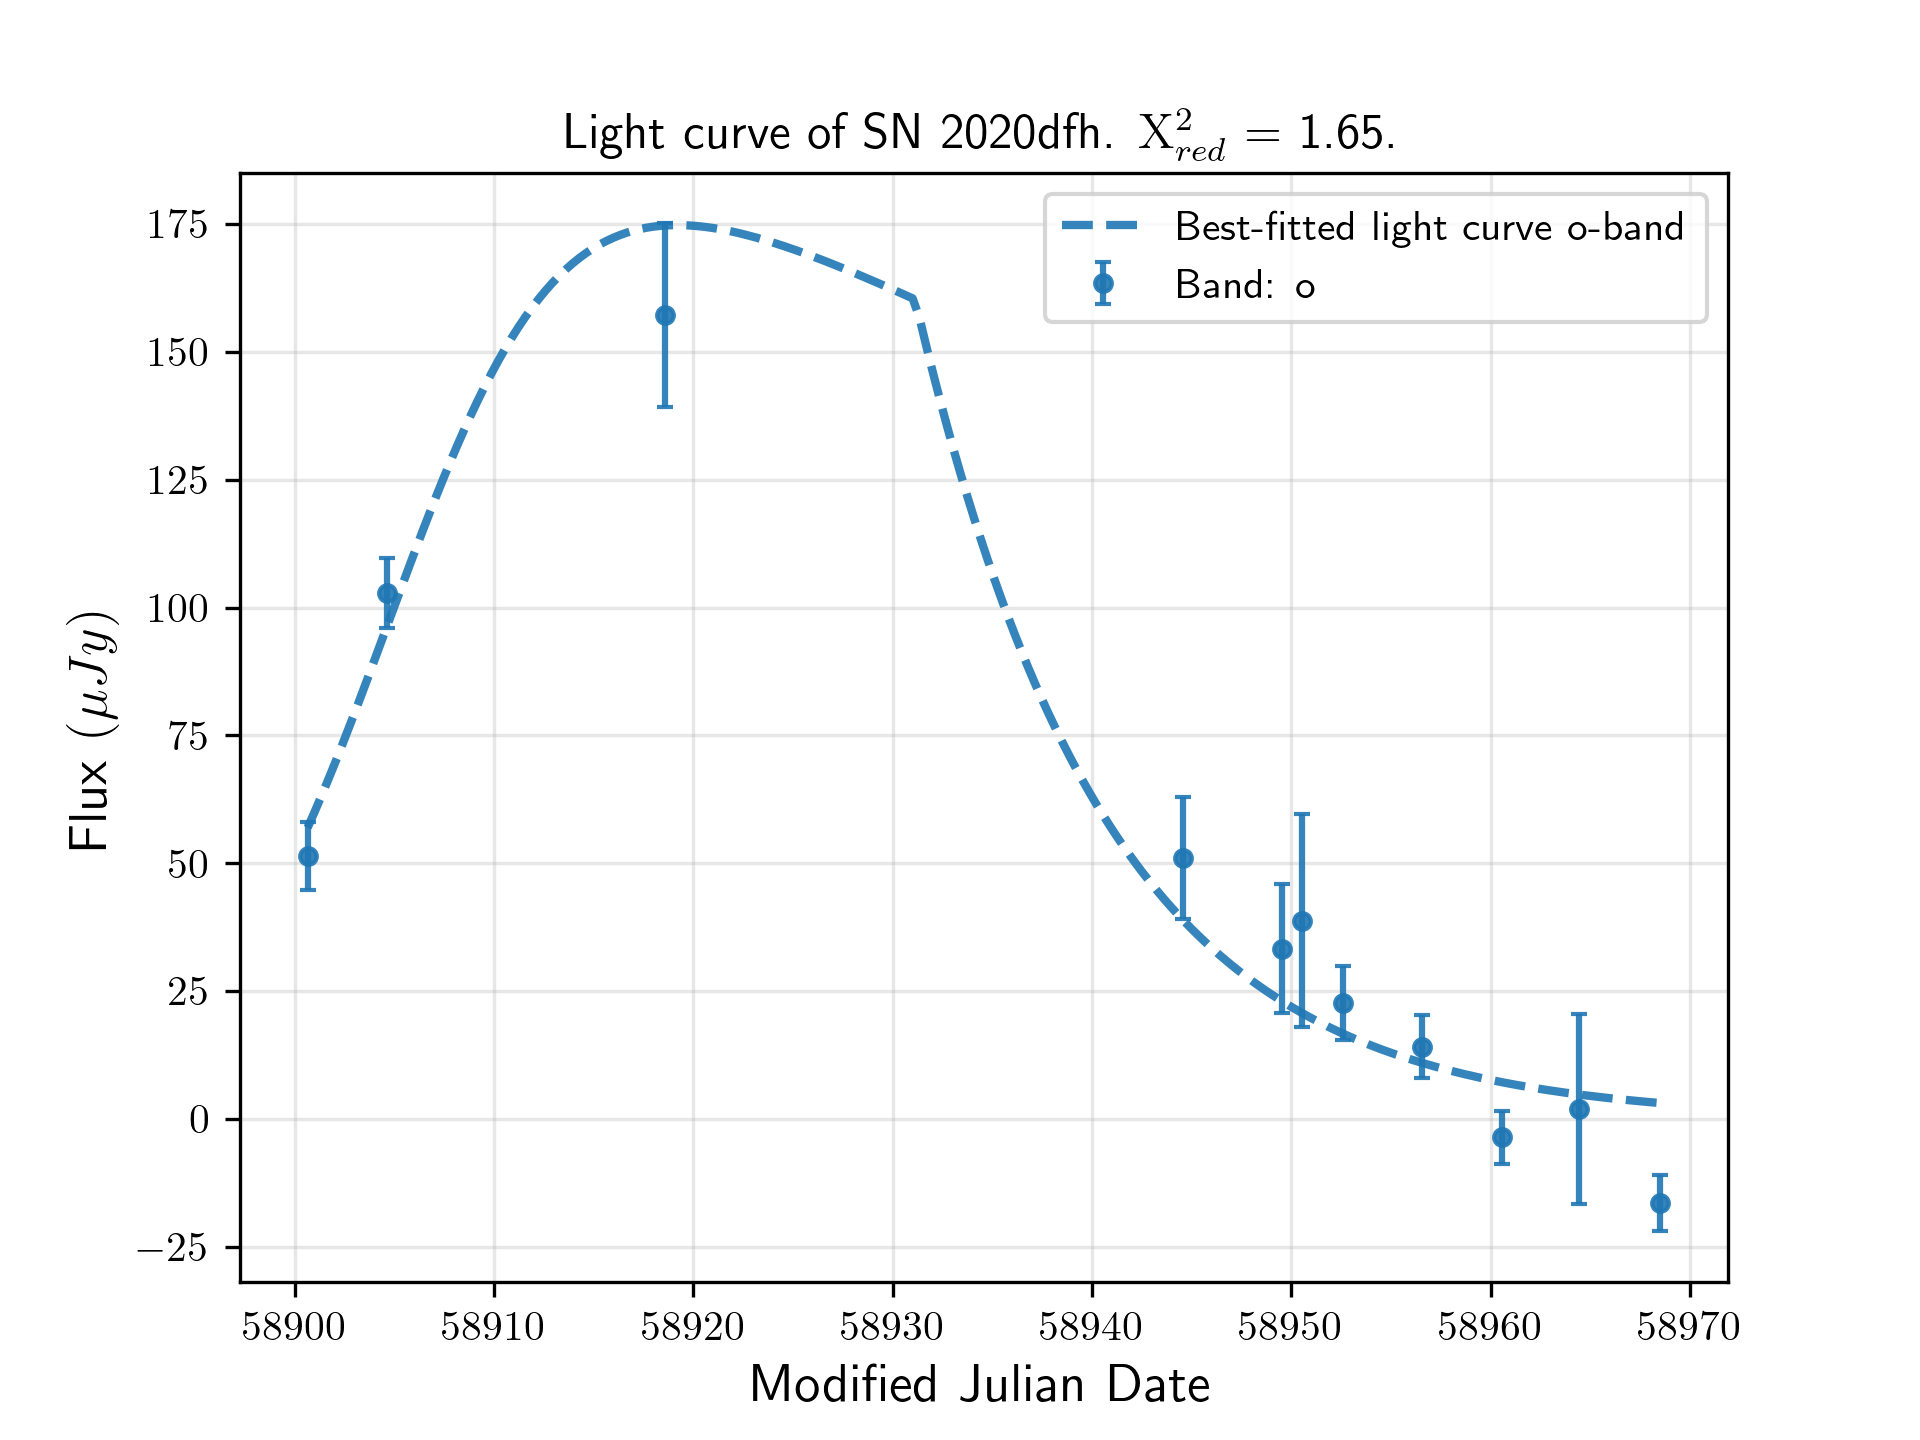 Light curve of SN 2020dfh. X²red = 1.65.
Best-fitted light curve o-band
Band: o
175
150
125
100
75
50
25
0
−25
Flux (μJy)
58900 58910 58920 58930 58940 58950 58960 58970
Modified Julian Date